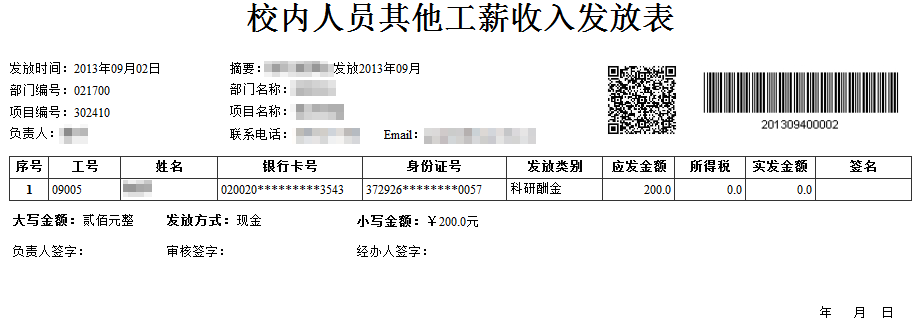 校内人员其他工薪收入发放表
发放时间：2013年09月02日 摘要： 发放2013年09月
部门编号：021700 部门名称：
项目编号：302410 项目名称：
负责人： 联系电话： Email：
201309400002
序号 工号 姓名 银行卡号 身份证号 发放类别 应发金额 所得税 实发金额 签名
1 09005 020020*********3543 372926********0057 科研酬金 200.0 0.0 0.0
大写金额：贰佰元整 发放方式：现金 小写金额：￥200.0元
负责人签字： 审核签字： 经办人签字：
年 月 日